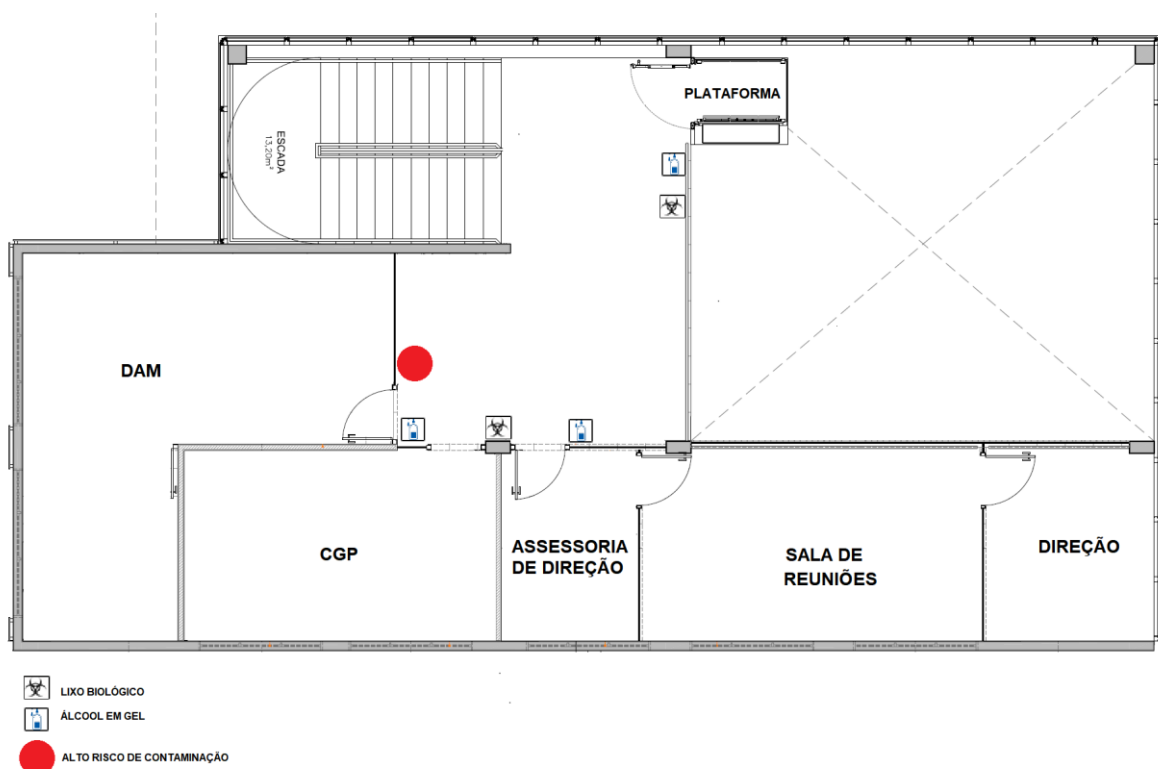 PLATAFORMA
ESCADA
13,20m²
DAM
CGP
ASSESSORIA
DE DIREÇÃO
SALA DE
REUNIÕES
DIREÇÃO
LIXO BIOLÓGICO
ÁLCOOL EM GEL
ALTO RISCO DE CONTAMINAÇÃO